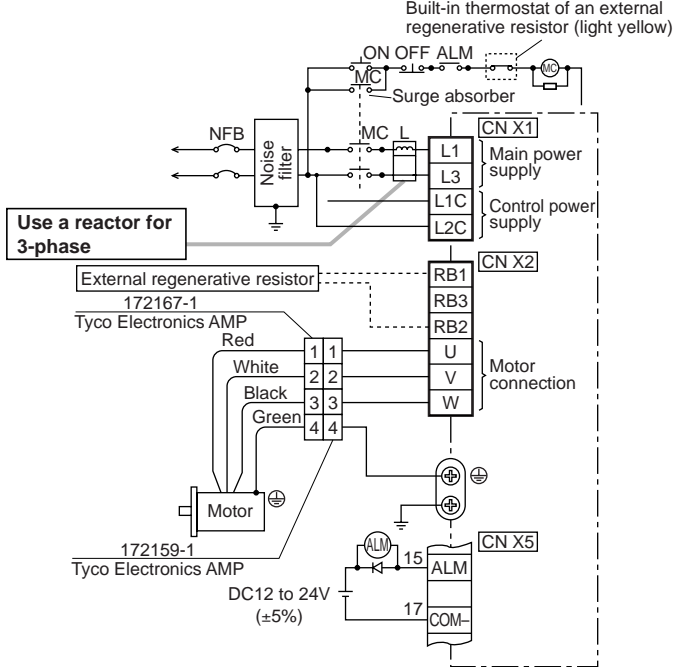 Built-in thermostat of an external
regenerative resistor (light yellow)
ON OFF ALM
MC
MC
Surge absorber
NFB
Noise
filter
MC L
CN X1
L1
L3
L1C
L2C
Main power
supply
Control power
supply
Use a reactor for
3-phase
CN X2
External regenerative resistor
RB1
RB3
RB2
U
V
W
Motor
connection
172167-1
Tyco Electronics AMP
Red
White
Black
Green
1 1
2 2
3 3
4 4
Motor
172159-1
Tyco Electronics AMP
CN X5
ALM
15 ALM
DC12 to 24V
(±5%)
17 COM–